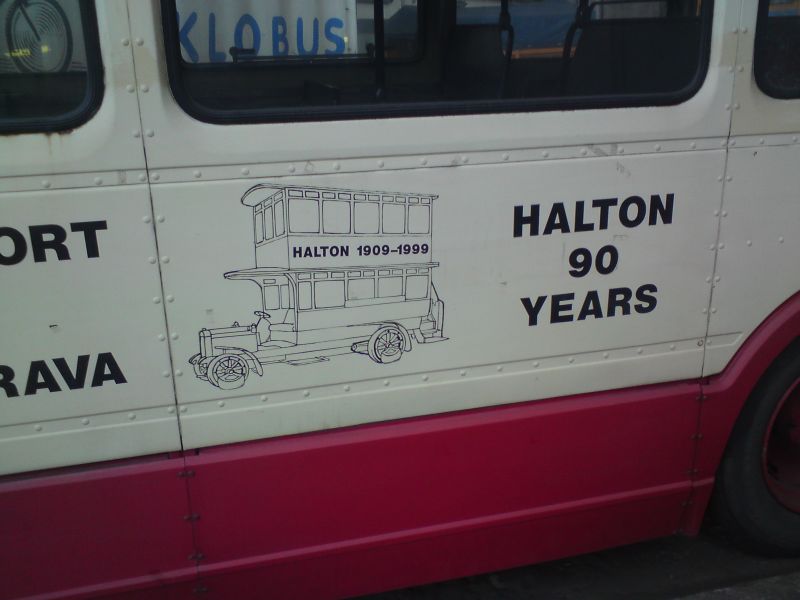 KLOBUS
ORT
RAVA
HALTON 1909-1999
HALTON
90
YEARS